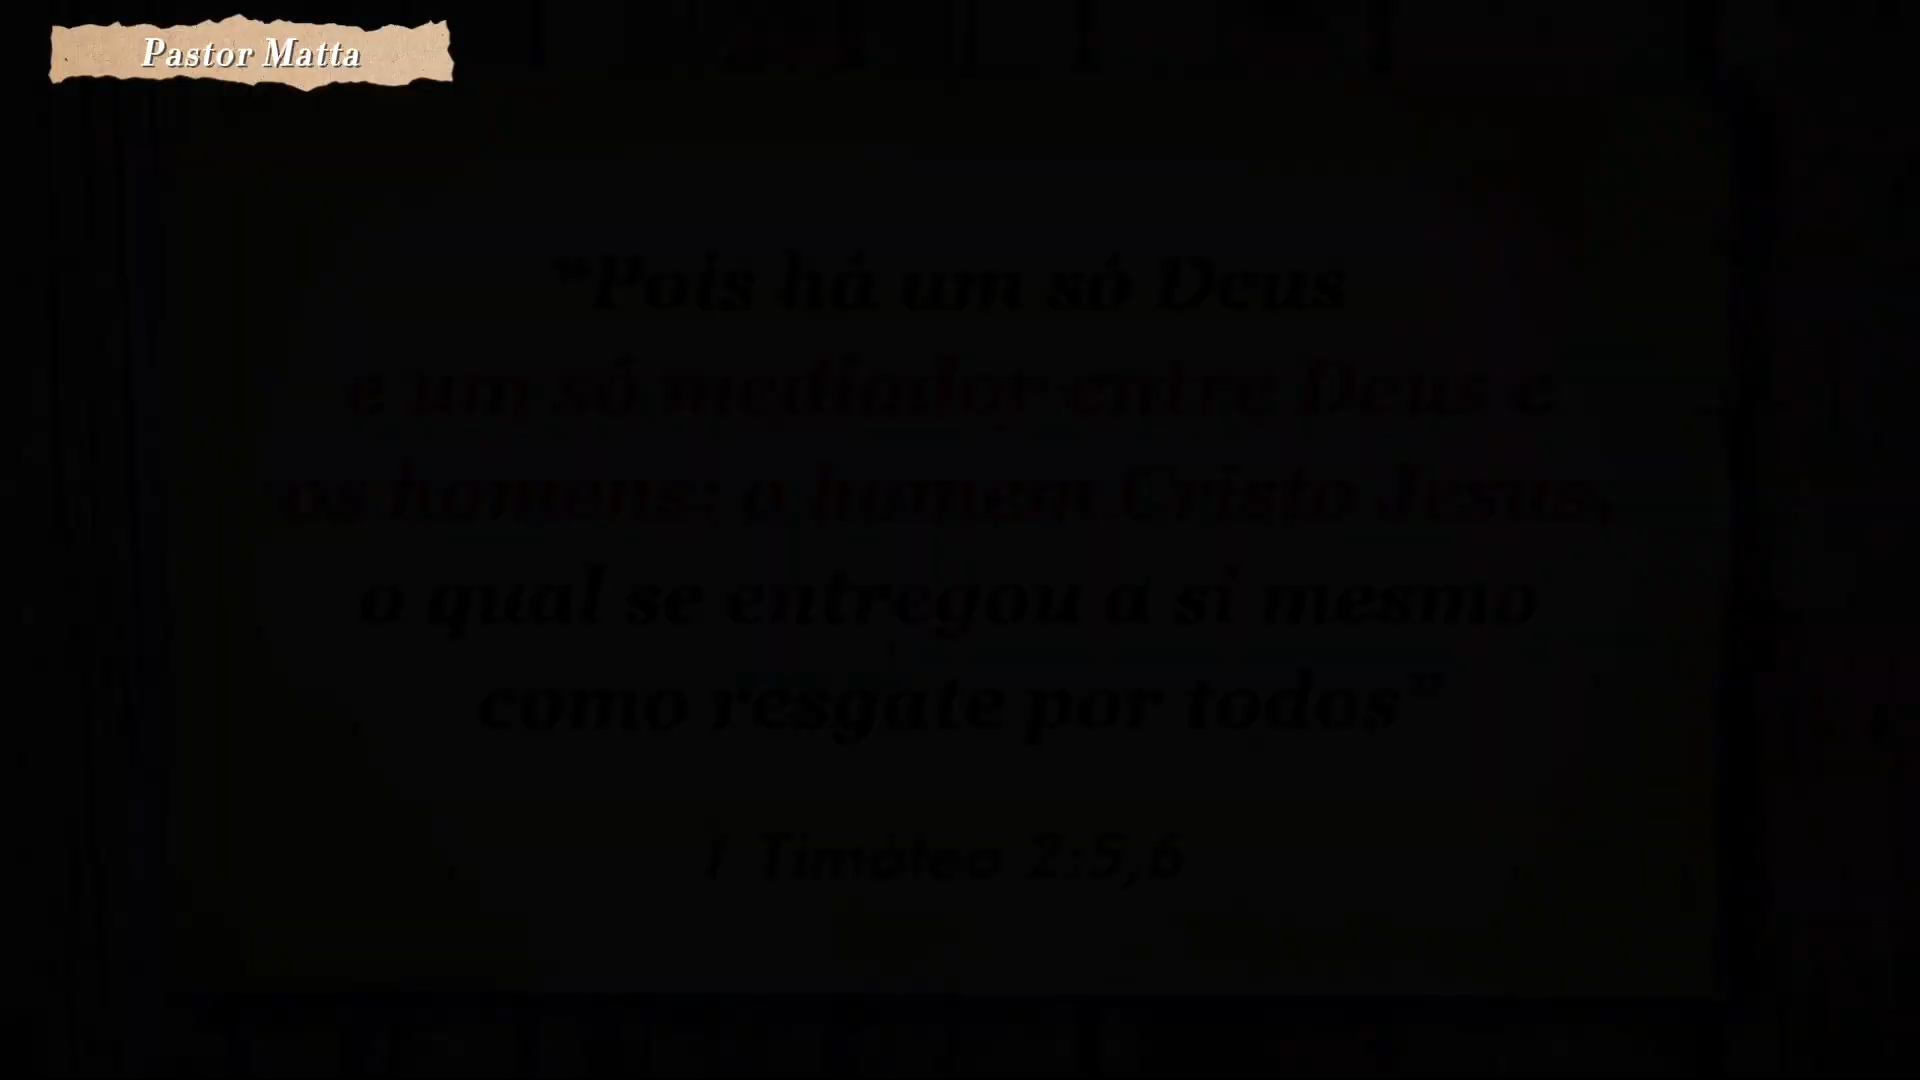 Pastor Matta
"Pois há um só Deus
e um só mediador entre Deus e
os homens: o homem Cristo Jesus,
o qual se entregou a si mesmo
como resgate por todos"
1 Timóteo 2:5,6